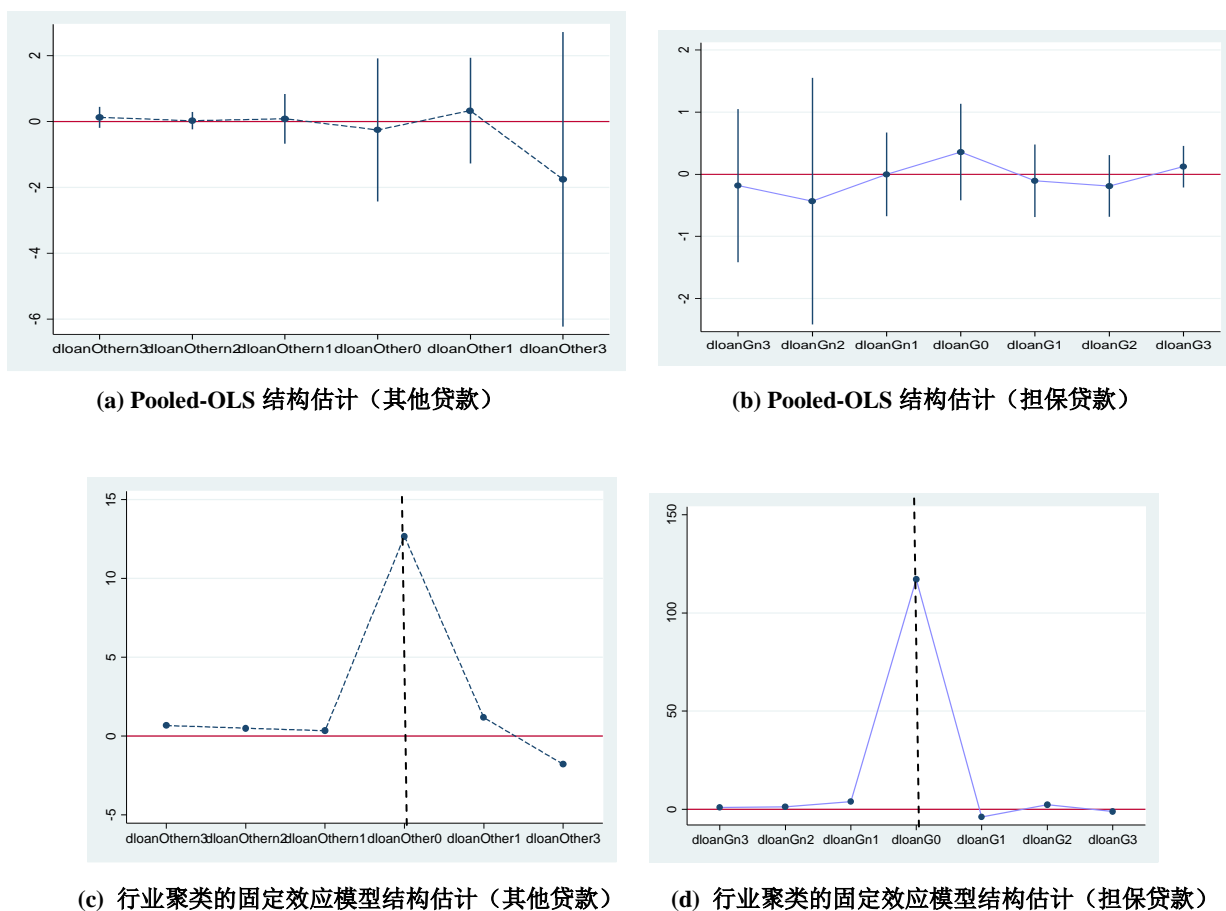 2
0
-2
-4
-6
dloanOthern3 dloanOthern2 dloanOthern1 dloanOther0 dloanOther1 dloanOther3
(a) Pooled-OLS 结构估计（其他贷款）
2
1
0
-1
-2
dloanGn3 dloanGn2 dloanGn1 dloanG0 dloanG1 dloanG2 dloanG3
(b) Pooled-OLS 结构估计（担保贷款）
15
10
5
0
-5
dloanOthern3 dloanOthern2 dloanOthern1 dloanOther0 dloanOther1 dloanOther3
(c) 行业聚类的固定效应模型结构估计（其他贷款）
150
100
50
0
dloanGn3 dloanGn2 dloanGn1 dloanG0 dloanG1 dloanG2 dloanG3
(d) 行业聚类的固定效应模型结构估计（担保贷款）